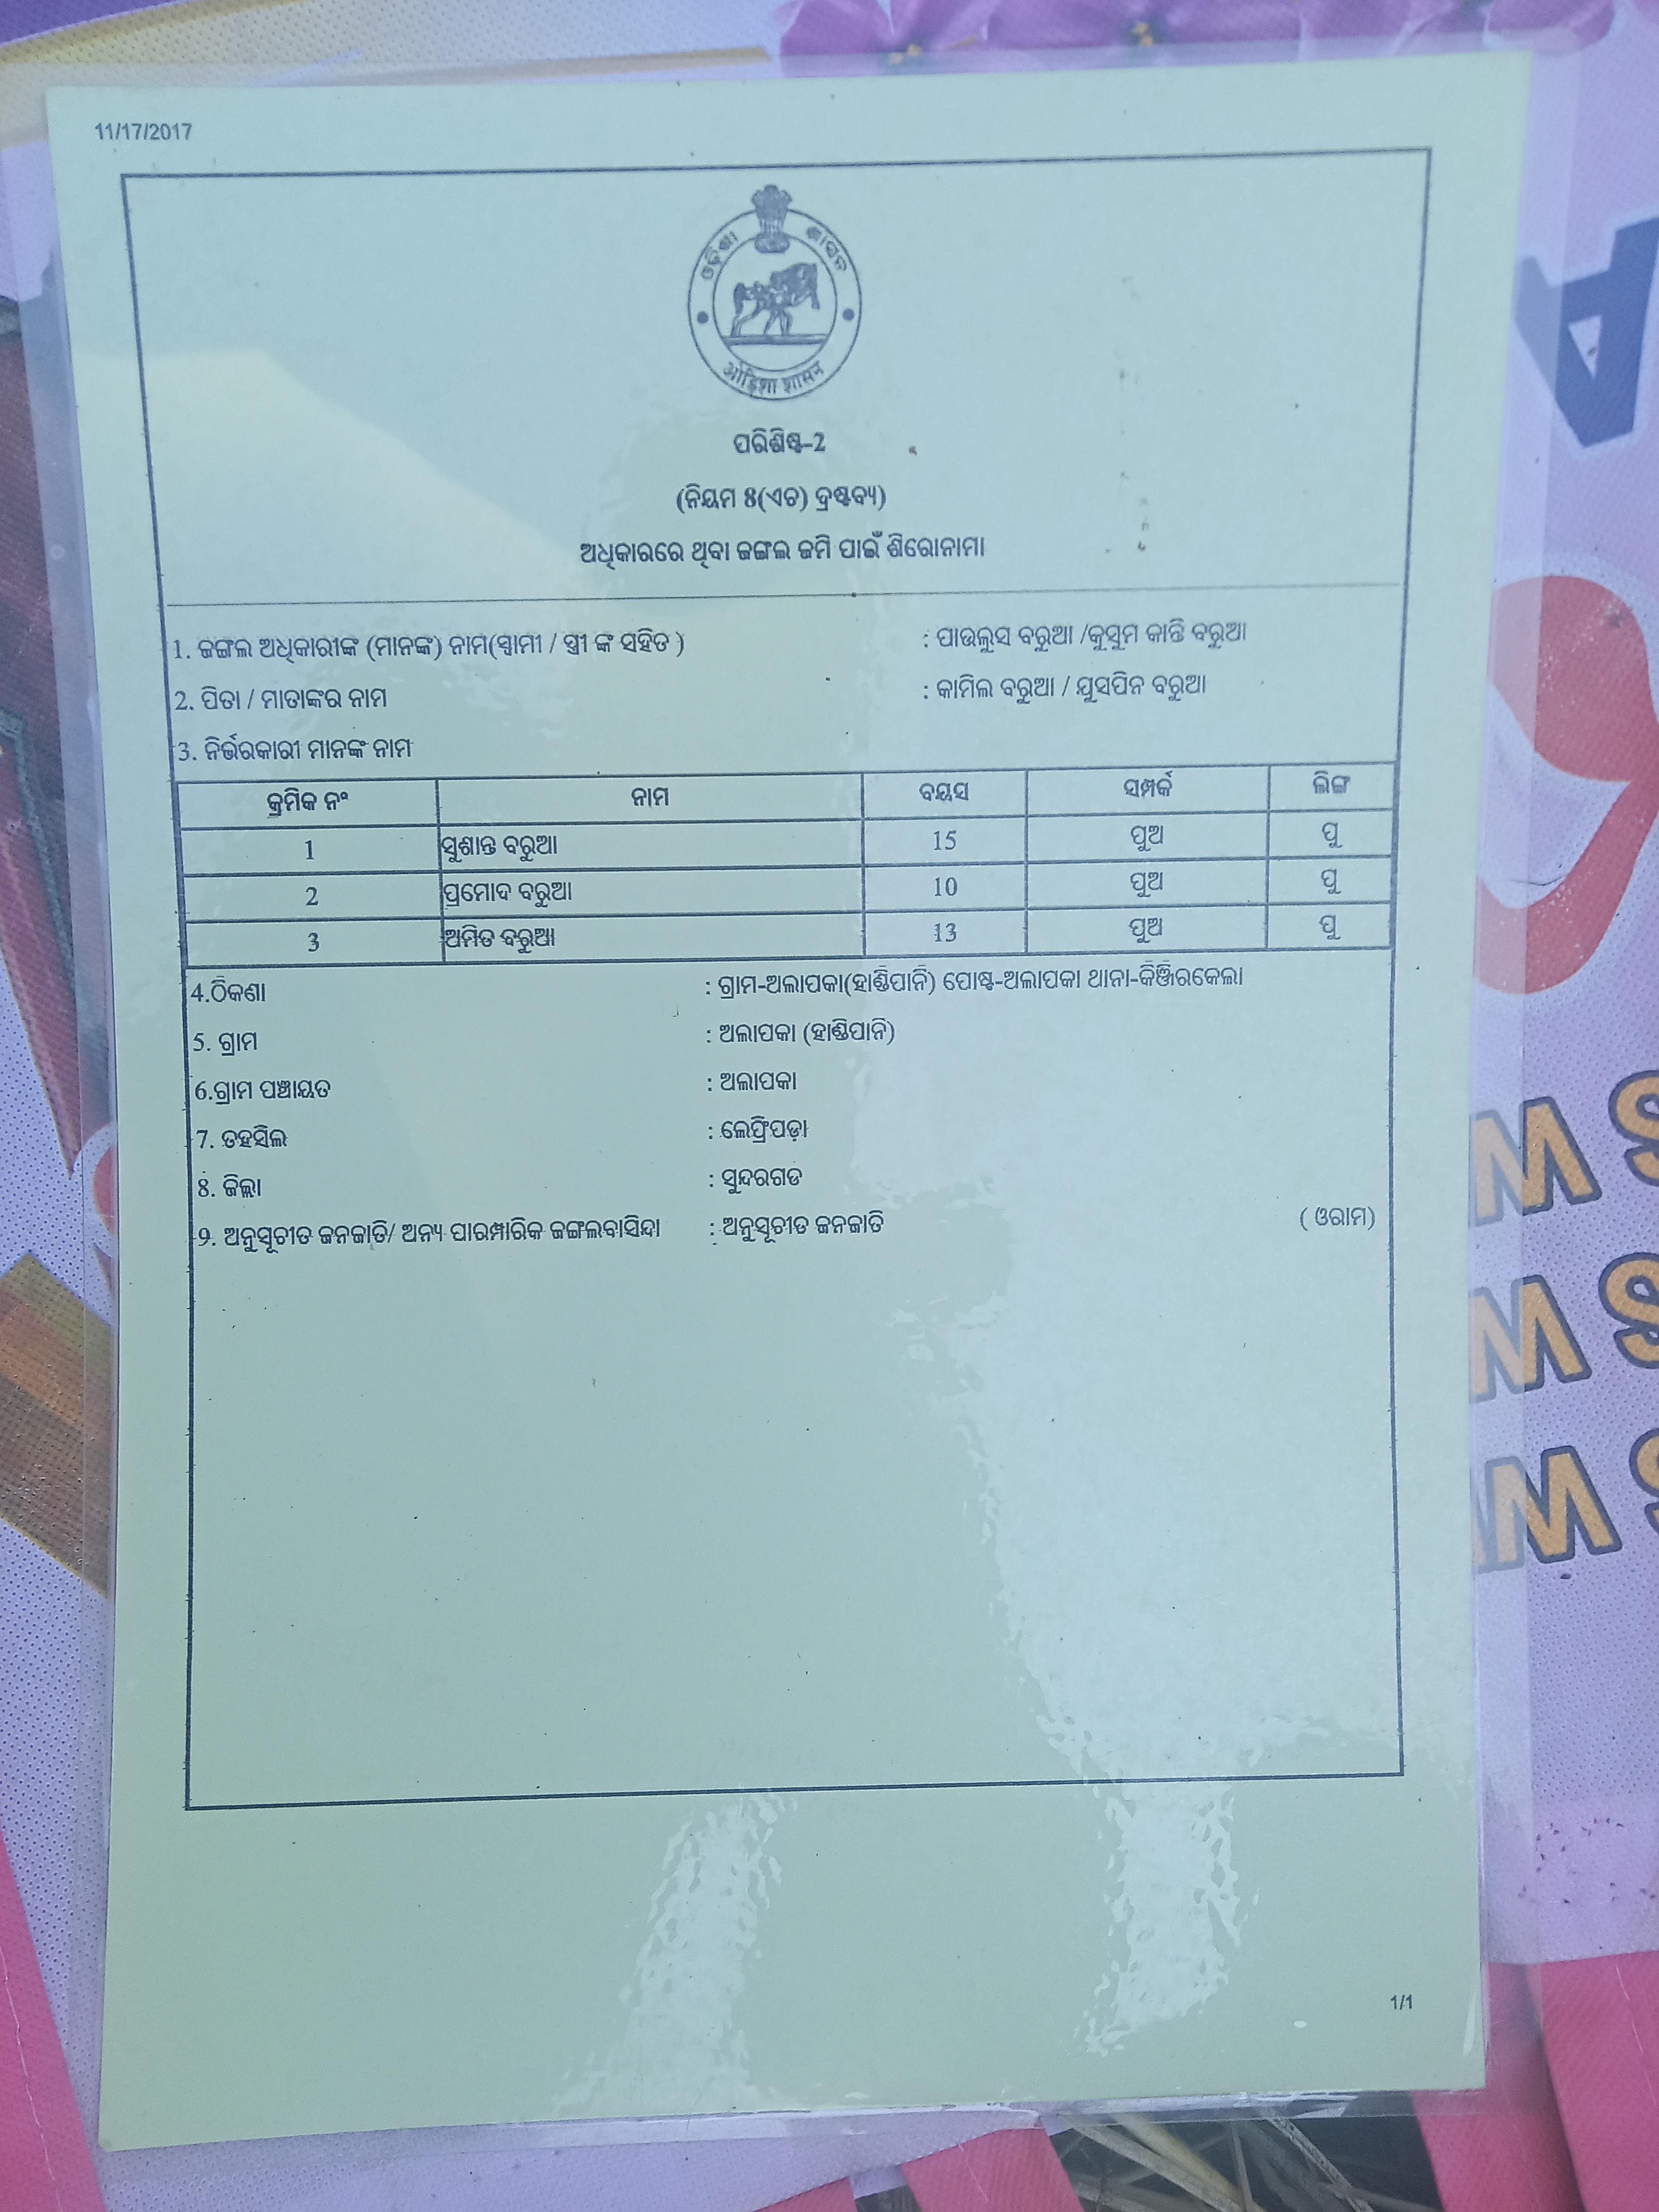 11/17/2017
ଓଡ଼ିଶା ଶାସନ
ओड़िशा शासन
ପରିଶିଷ୍ଟ-2
(ନିୟମ 8(ଏଚ) ଦ୍ରଷ୍ଟବ୍ୟ)
ଅଧିକାରରେ ଥିବା ଜଙ୍ଗଲ ଜମି ପାଇଁ ଶିରୋନାମା
1. ଜଙ୍ଗଲ ଅଧିକାରୀଙ୍କ (ମାନଙ୍କ) ନାମ(ସ୍ୱାମୀ / ସ୍ତ୍ରୀ ଙ୍କ ସହିତ ) : ପାଉଲୁସ ବରୁଆ /କୁସୁମ କାନ୍ତି ବରୁଆ
2. ପିତା / ମାତାଙ୍କର ନାମ : କାମିଲ ବରୁଆ / ଯୁସପିନ ବରୁଆ
3. ନିର୍ଭରକାରୀ ମାନଙ୍କ ନାମ
କ୍ରମିକ ନଂ ନାମ ବୟସ ସମ୍ପର୍କ ଲିଙ୍ଗ
1 ସୁଶାନ୍ତ ବରୁଆ 15 ପୁଅ ପୁ
2 ପ୍ରମୋଦ ବରୁଆ 10 ପୁଅ ପୁ
3 ଅମିତ ବରୁଆ 13 ପୁଅ ପୁ
4.ଠିକଣା : ଗ୍ରାମ-ଅଲାପକା(ହାଣ୍ଡିପାନି) ପୋଷ୍ଟ-ଅଲାପକା ଥାନା-କିଞ୍ଜିରକେଲା
5. ଗ୍ରାମ : ଅଲାପକା (ହାଣ୍ଡିପାନି)
6.ଗ୍ରାମ ପଞ୍ଚାୟତ : ଅଲାପକା
7. ତହସିଲ : ଲେଫ୍ରିପଡ଼ା
8. ଜିଲ୍ଲା : ସୁନ୍ଦରଗଡ
9. ଅନୁସୂଚୀତ ଜନଜାତି/ ଅନ୍ୟ ପାରମ୍ପାରିକ ଜଙ୍ଗଲବାସିନ୍ଦା : ଅନୁସୂଚୀତ ଜନଜାତି ( ଓରାମ)
1/1